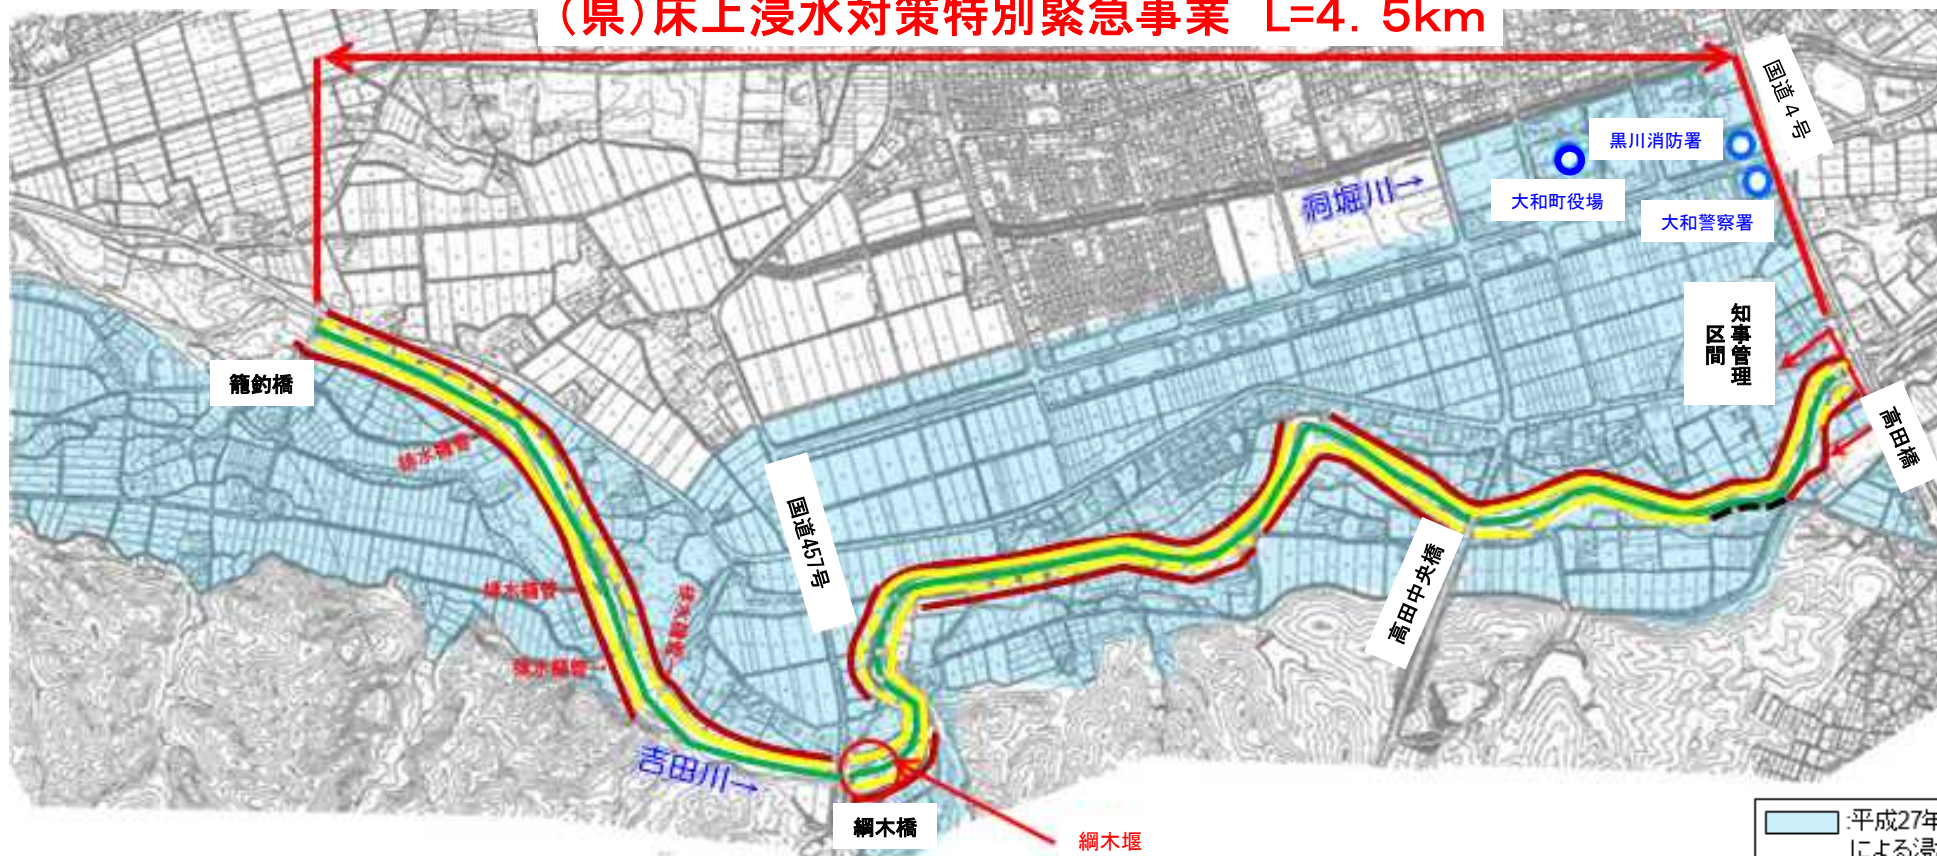 （県）床上浸水対策特別緊急事業　L=4．5km
国道４号
黒川消防署
洞堀川→
大和町役場
大和警察署
知事管理
区間
籠釣橋
高田橋
国道457号
高田中央橋
吉田川→
綱木橋
綱木堰
:平成27年
による浸